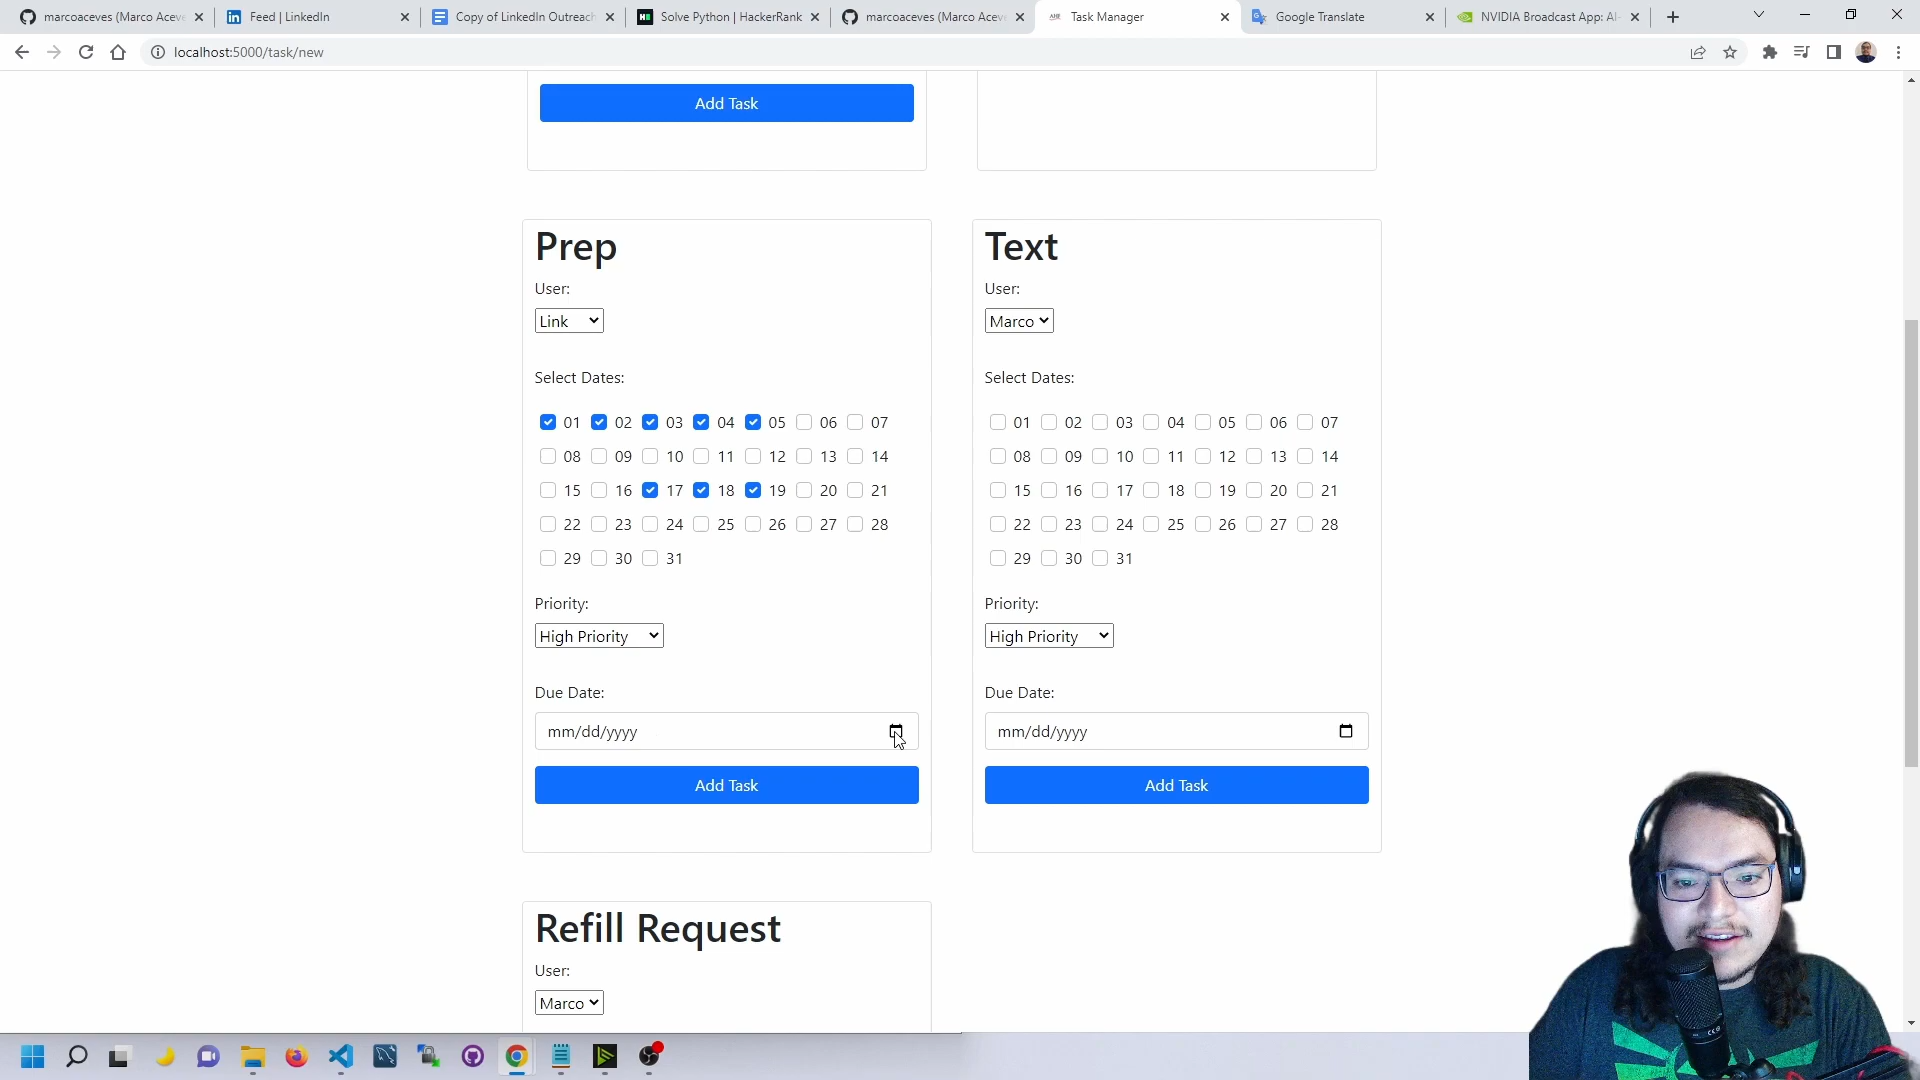 marcoaceves (Marco Aceve
Feed | LinkedIn
Copy of LinkedIn Outreach
Solve Python | HackerRank
marcoaceves (Marco Aceve
Task Manager
Google Translate
NVIDIA Broadcast App: AI-
localhost:5000/task/new
Add Task
Prep
User:
Link
Select Dates:
01 02 03 04 05 06 07
08 09 10 11 12 13 14
15 16 17 18 19 20 21
22 23 24 25 26 27 28
29 30 31
Priority:
High Priority
Due Date:
mm/dd/yyyy
Add Task
Text
User:
Marco
Select Dates:
01 02 03 04 05 06 07
08 09 10 11 12 13 14
15 16 17 18 19 20 21
22 23 24 25 26 27 28
29 30 31
Priority:
High Priority
Due Date:
mm/dd/yyyy
Add Task
Refill Request
User:
Marco